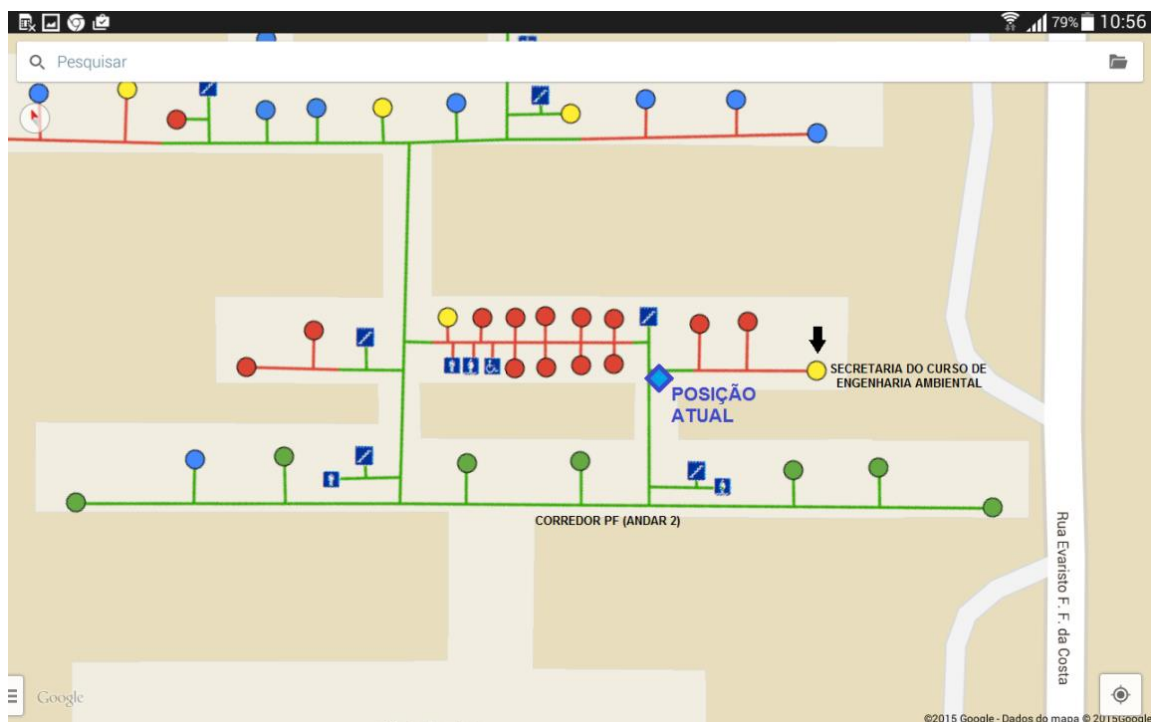 79% 10:56
Pesquisar
SECRETARIA DO CURSO DE
ENGENHARIA AMBIENTAL
POSIÇÃO
ATUAL
CORREDOR PF (ANDAR 2)
Rua Evaristo F. F. da Costa
Google
©2015 Google - Dados do mapa © 2015Google